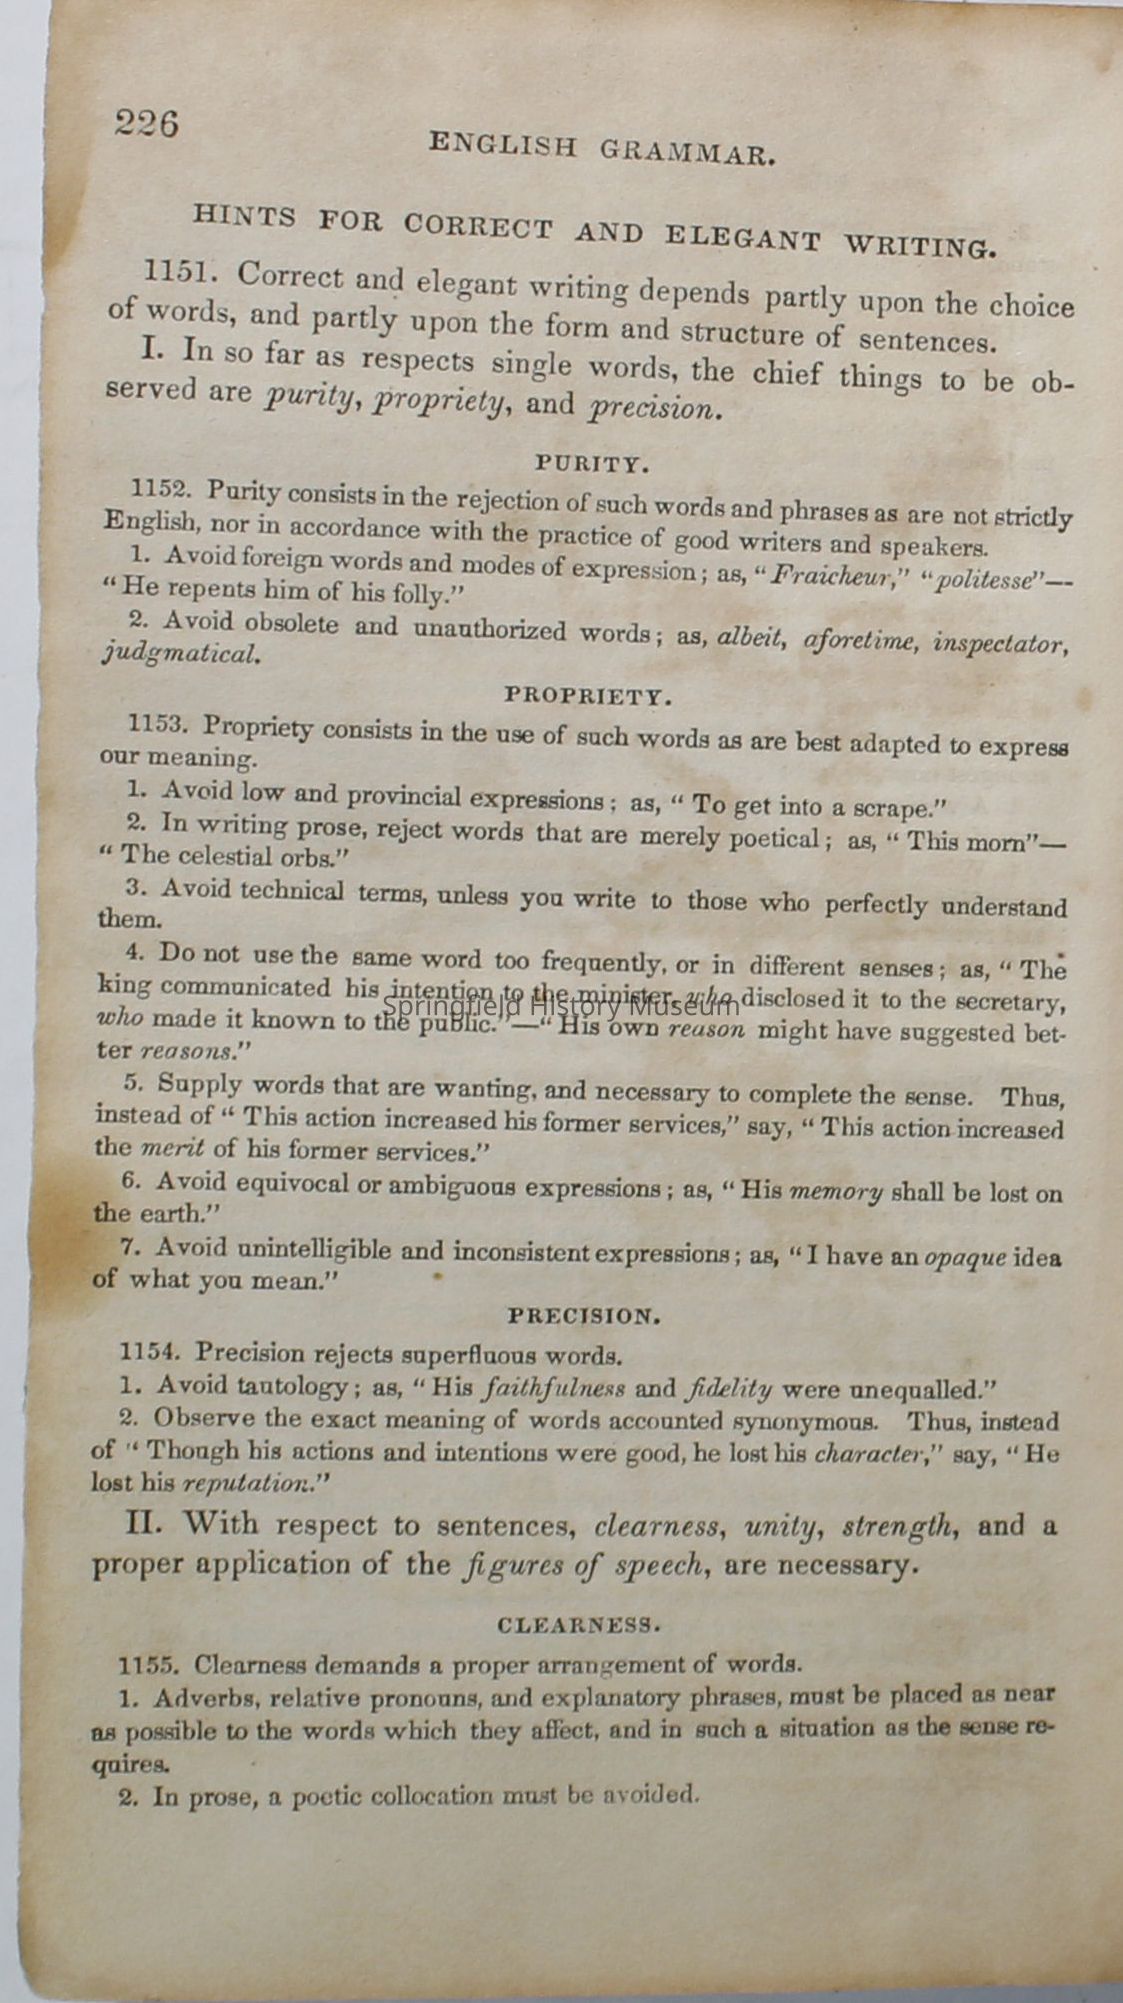 226
ENGLISH GRAMMAR.
HINTS FOR CORRECT AND ELEGANT WRITING.
1151. Correct and elegant writing depends partly upon the choice
of words, and partly upon the form and structure of sentences.
I. In so far as respects single words, the chief things to be ob-
served are purity, propriety, and precision.
PURITY.
1152. Purity consists in the rejection of such words and phrases as are not strictly
English, nor in accordance with the practice of good writers and speakers.
1. Avoid foreign words and modes of expression; as, "Fraicheur," "politesse"—
"He repents him of his folly."
2. Avoid obsolete and unauthorized words; as, albeit, aforetime, inspectator,
judgmatical.
PROPRIETY.
1153. Propriety consists in the use of such words as are best adapted to express
our meaning.
1. Avoid low and provincial expressions; as, "To get into a scrape."
2. In writing prose, reject words that are merely poetical; as, "This morn"—
"The celestial orbs."
3. Avoid technical terms, unless you write to those who perfectly understand
them.
4. Do not use the same word too frequently, or in different senses; as, "The
king communicated his intention to the minister, who disclosed it to the secretary,
Springfield History Museum
who made it known to the public."—"His own reason might have suggested bet-
ter reasons."
5. Supply words that are wanting, and necessary to complete the sense. Thus,
instead of "This action increased his former services," say, "This action increased
the merit of his former services."
6. Avoid equivocal or ambiguous expressions; as, "His memory shall be lost on
the earth."
7. Avoid unintelligible and inconsistent expressions; as, "I have an opaque idea
of what you mean."
PRECISION.
1154. Precision rejects superfluous words.
1. Avoid tautology; as, "His faithfulness and fidelity were unequalled."
2. Observe the exact meaning of words accounted synonymous. Thus, instead
of "Though his actions and intentions were good, he lost his character," say, "He
lost his reputation."
II. With respect to sentences, clearness, unity, strength, and a
proper application of the figures of speech, are necessary.
CLEARNESS.
1155. Clearness demands a proper arrangement of words.
1. Adverbs, relative pronouns, and explanatory phrases, must be placed as near
as possible to the words which they affect, and in such a situation as the sense re-
quires.
2. In prose, a poetic collocation must be avoided.